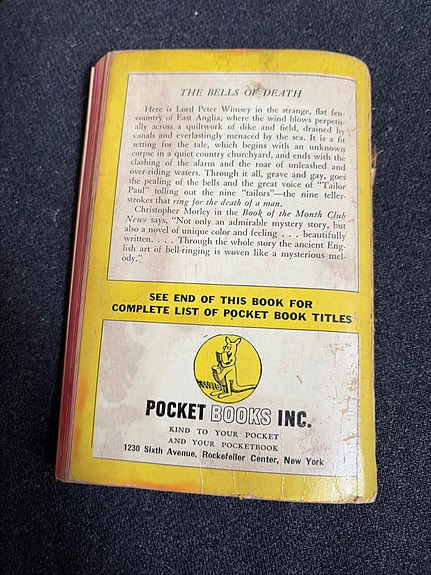 THE BELLS OF DEATH
Here is Lord Peter Wimsey in the strange, flat fen-
country of East Anglia, where the wind blows perpetu-
ally across a quiltwork of dike and field, drained by
canals and everlastingly menaced by the sea. It is a fit
setting for the tale, which begins with an unknown
corpse in a quiet country churchyard, and ends with the
clashing of the alarm and the roar of unleashed and
over-riding waters. Through it all, grave and gay, goes
the pealing of the bells and the great voice of "Tailor
Paul" tolling out the nine "tailors"—the nine teller-
strokes that ring for the death of a man.
Christopher Morley in the Book of the Month Club
News says, "Not only an admirable mystery story, but
also a novel of unique color and feeling . . . beautifully
written. . . . Through the whole story the ancient Eng-
lish art of bell-ringing is woven like a mysterious mel-
ody."
SEE END OF THIS BOOK FOR
COMPLETE LIST OF POCKET BOOK TITLES
POCKET BOOKS INC.
KIND TO YOUR POCKET
AND YOUR POCKETBOOK
1230 Sixth Avenue, Rockefeller Center, New York